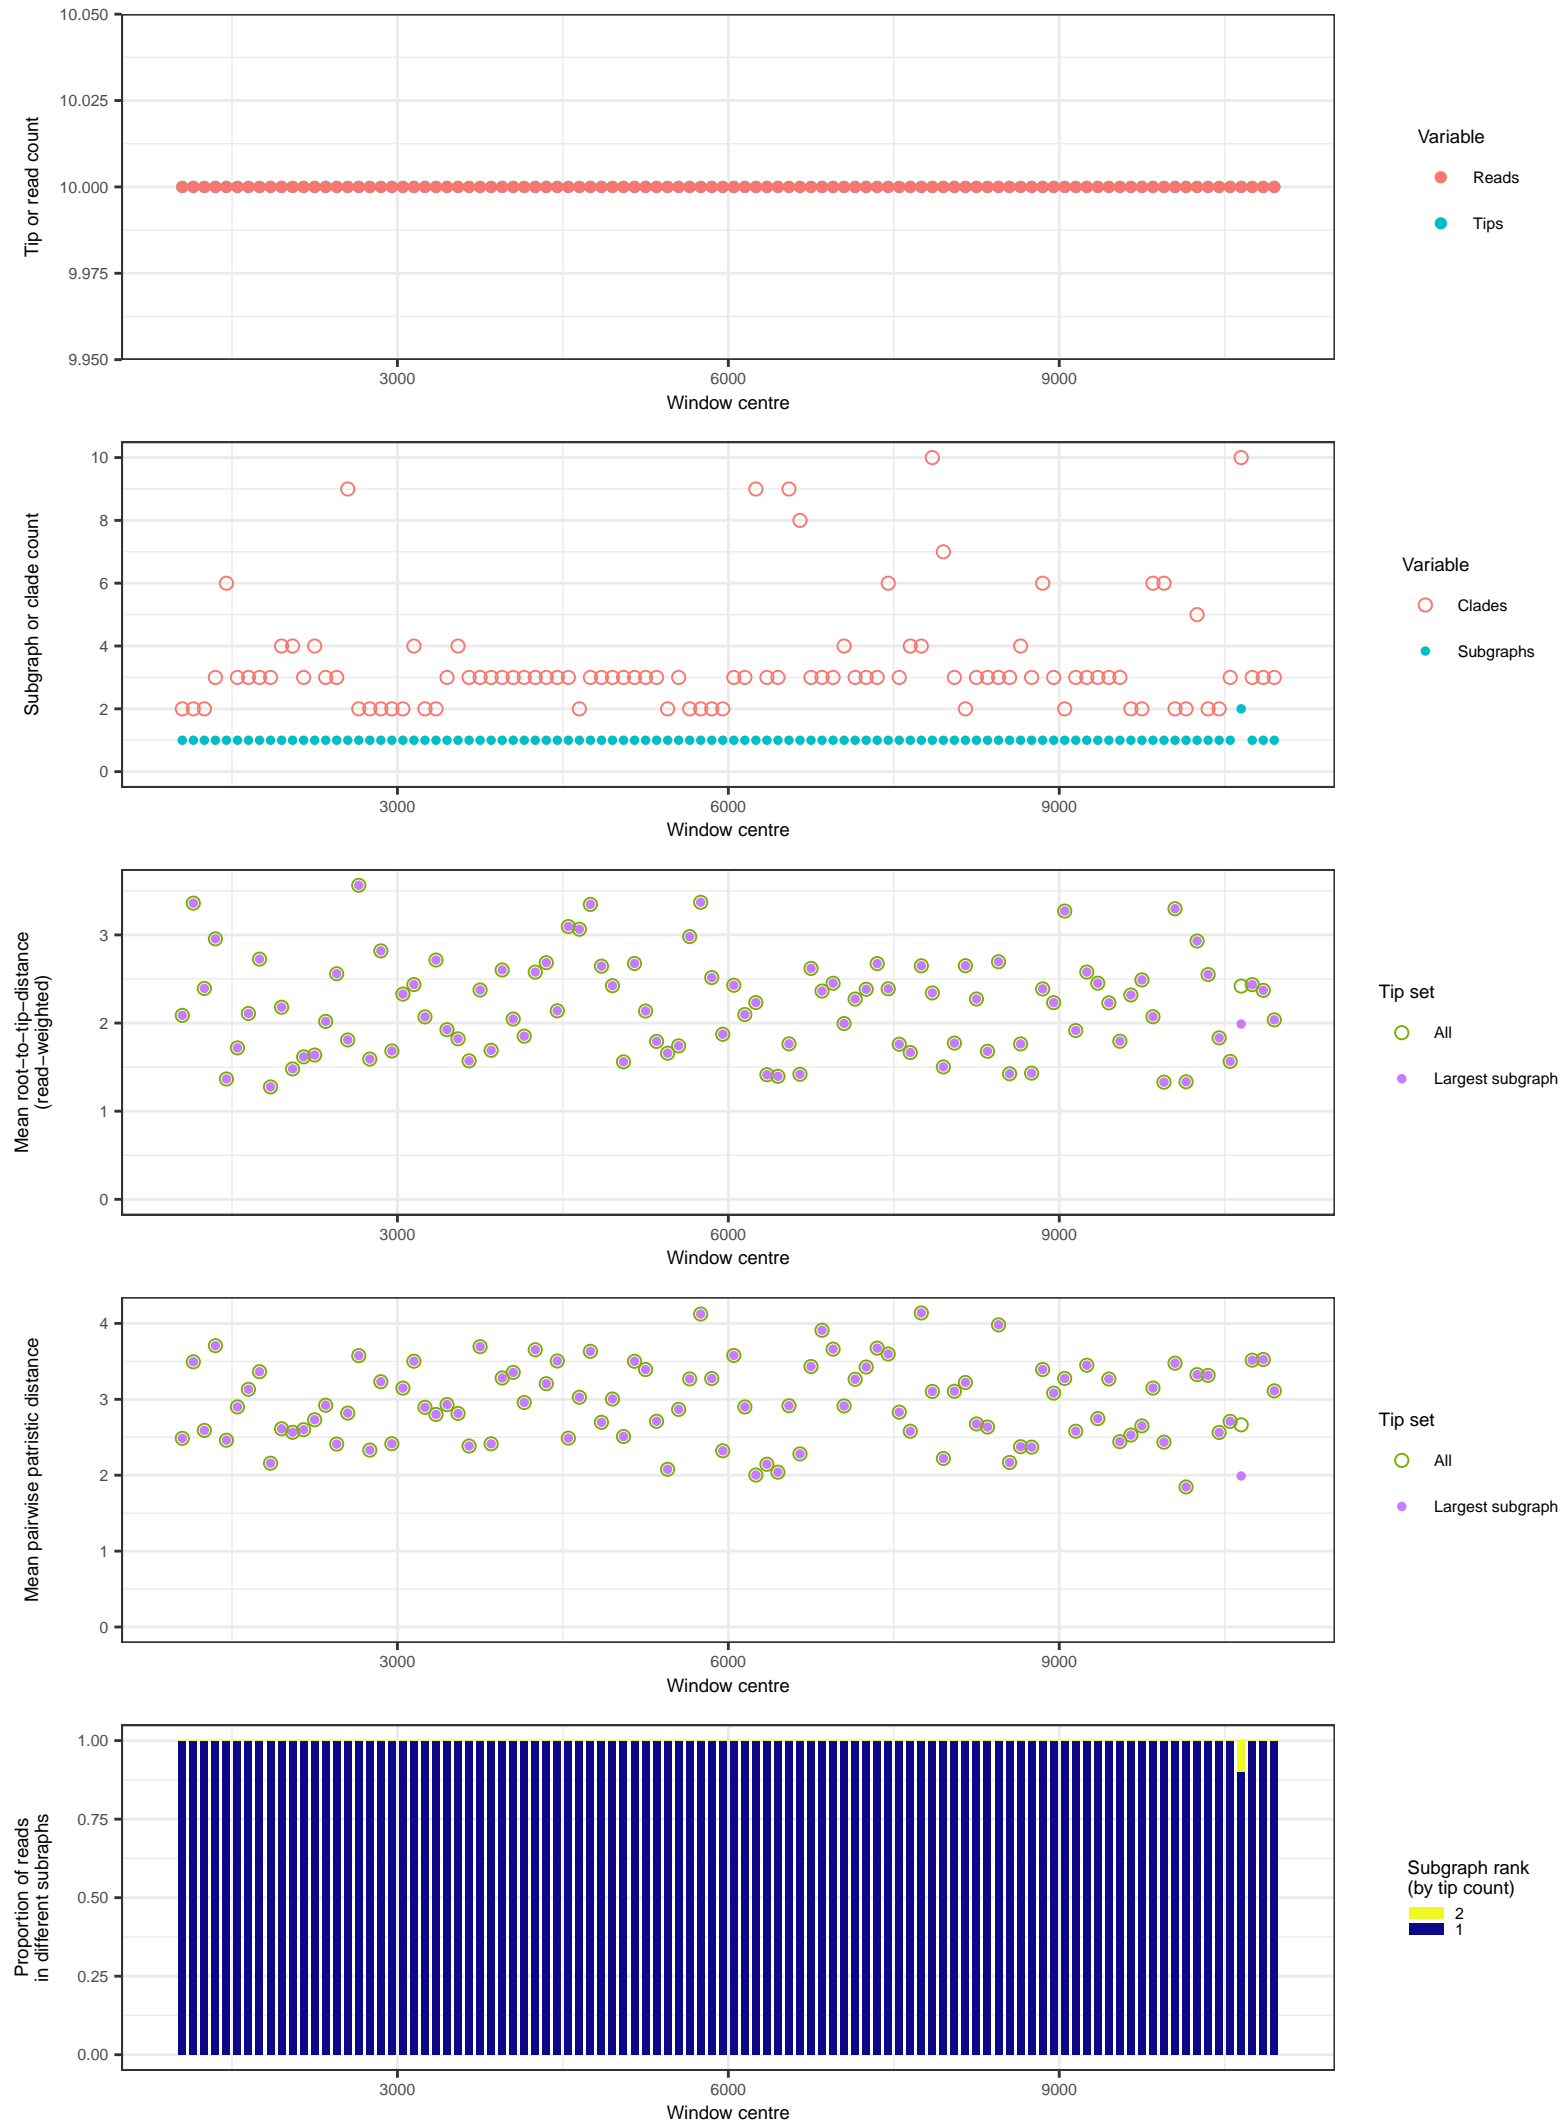 10.050
10.025
10.000
9.975
9.950
Tip or read count
3000 6000 9000
Window centre
Variable
Reads
Tips
10
8
6
4
2
0
Subgraph or clade count
3000 6000 9000
Window centre
Variable
Clades
Subgraphs
3
2
1
0
Mean root–to–tip–distance
(read–weighted)
3000 6000 9000
Window centre
Tip set
All
Largest subgraph
4
3
2
1
0
Mean pairwise patristic distance
3000 6000 9000
Window centre
Tip set
All
Largest subgraph
1.00
0.75
0.50
0.25
0.00
Proportion of reads
in different subraphs
3000 6000 9000
Window centre
Subgraph rank
(by tip count)
2
1